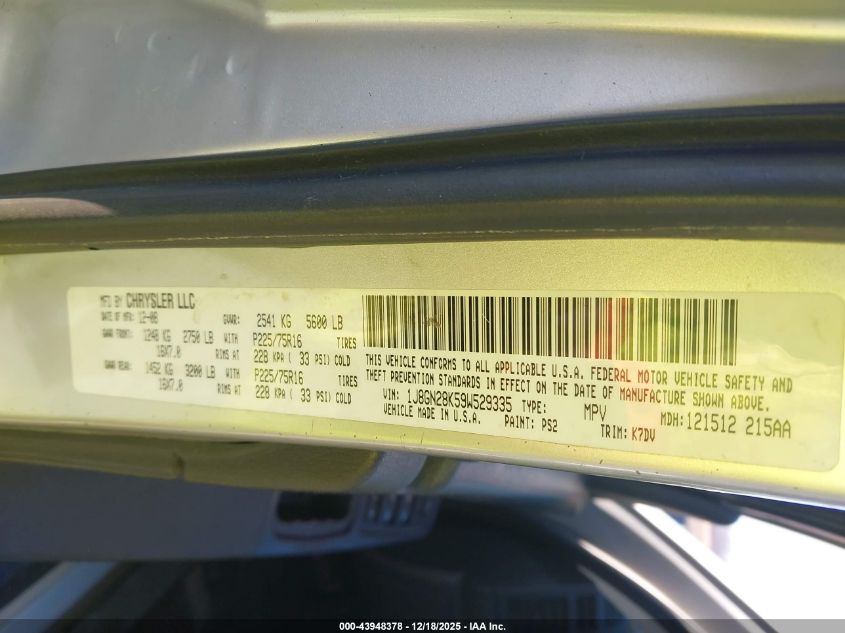 MFD BY CHRYSLER LLC
DATE OF MFR: 12-08 GVWR: 2541 KG 5600 LB
GAWR FRONT: 1248 KG 2750 LB WITH P225/75R16 TIRES
16X7.0 RIMS AT 228 KPA ( 33 PSI) COLD
GAWR REAR: 1452 KG 3200 LB WITH P225/75R16 TIRES
16X7.0 RIMS AT 228 KPA ( 33 PSI) COLD
THIS VEHICLE CONFORMS TO ALL APPLICABLE U.S.A. FEDERAL MOTOR VEHICLE SAFETY AND
THEFT PREVENTION STANDARDS IN EFFECT ON THE DATE OF MANUFACTURE SHOWN ABOVE.
VIN: 1J8GN28K59W529335 TYPE: MPV MDH: 121512 215AA
VEHICLE MADE IN U.S.A. PAINT: PS2 TRIM: K7DV
000-43948378 - 12/18/2025 - IAA Inc.